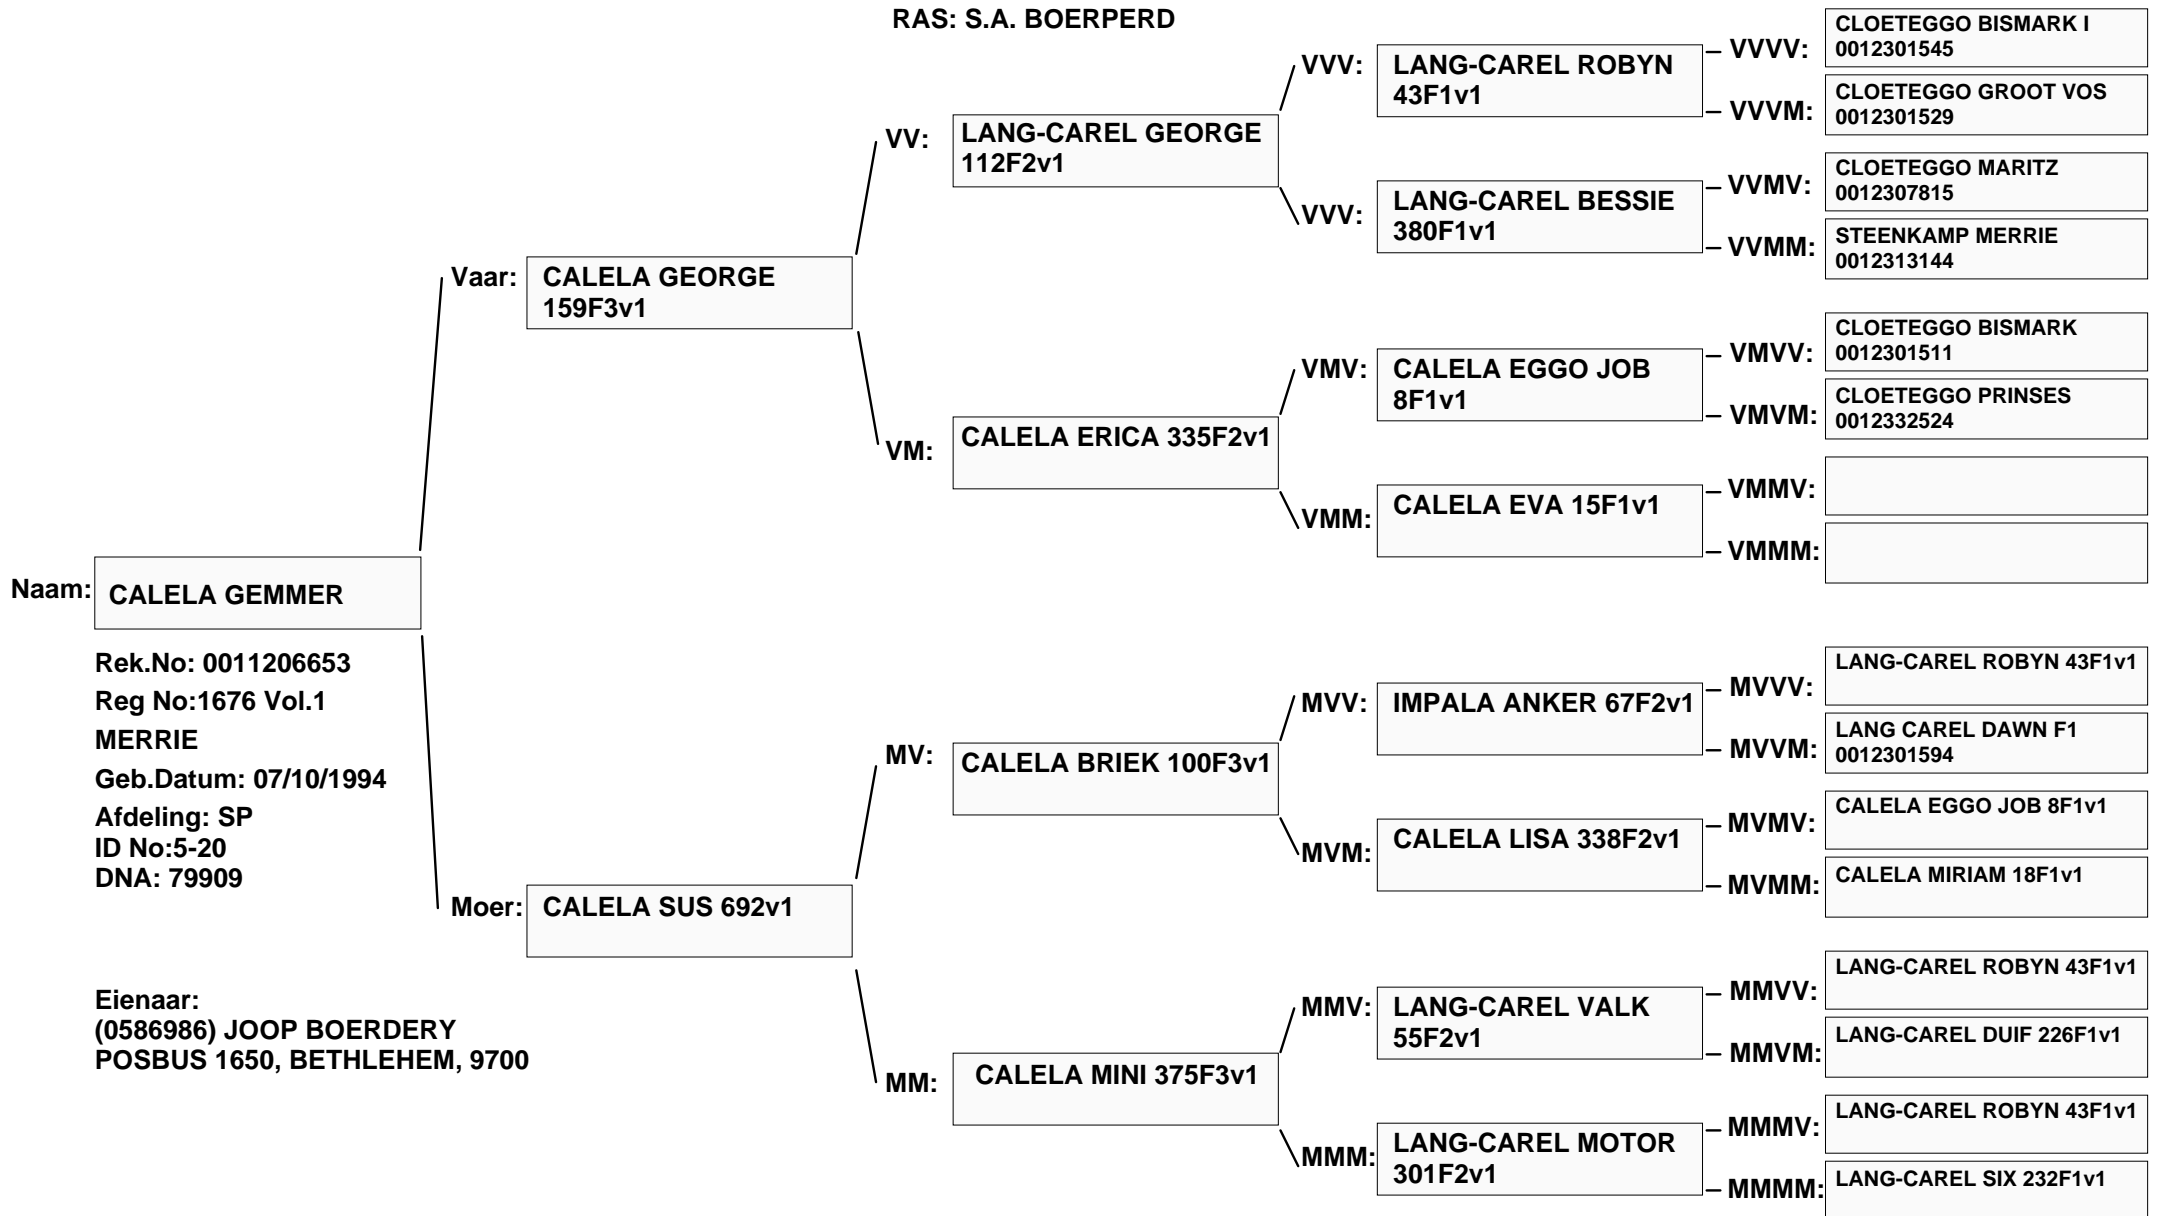 RAS: S.A. BOERPERD
Naam:
CALELA GEMMER
Rek.No: 0011206653
Reg No:1676 Vol.1
MERRIE
Geb.Datum: 07/10/1994
Afdeling: SP
ID No:5-20
DNA: 79909
Eienaar:
(0586986) JOOP BOERDERY
POSBUS 1650, BETHLEHEM, 9700
Vaar:
CALELA GEORGE
159F3v1
Moer:
CALELA SUS 692v1
VV:
LANG-CAREL GEORGE
112F2v1
VM:
CALELA ERICA 335F2v1
MV:
CALELA BRIEK 100F3v1
MM:
CALELA MINI 375F3v1
VVV:
LANG-CAREL ROBYN
43F1v1
VVV:
LANG-CAREL BESSIE
380F1v1
VMV:
CALELA EGGO JOB
8F1v1
VMM:
CALELA EVA 15F1v1
MVV:
IMPALA ANKER 67F2v1
MVM:
CALELA LISA 338F2v1
MMV:
LANG-CAREL VALK
55F2v1
MMM:
LANG-CAREL MOTOR
301F2v1
VVVV:
CLOETEGGO BISMARK I
0012301545
VVVM:
CLOETEGGO GROOT VOS
0012301529
VVMV:
CLOETEGGO MARITZ
0012307815
VVMM:
STEENKAMP MERRIE
0012313144
VMVV:
CLOETEGGO BISMARK
0012301511
VMVM:
CLOETEGGO PRINSES
0012332524
VMMV:
VMMM:
MVVV:
LANG-CAREL ROBYN 43F1v1
MVVM:
LANG CAREL DAWN F1
0012301594
MVMV:
CALELA EGGO JOB 8F1v1
MVMM:
CALELA MIRIAM 18F1v1
MMVV:
LANG-CAREL ROBYN 43F1v1
MMVM:
LANG-CAREL DUIF 226F1v1
MMMV:
LANG-CAREL ROBYN 43F1v1
MMMM:
LANG-CAREL SIX 232F1v1